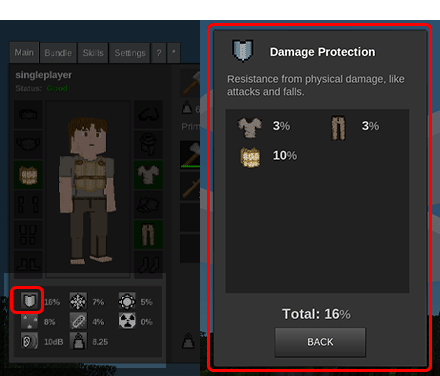 Main Bundle Skills Settings ? *
singleplayer
Status: Good
Prim
16% 7% 5%
8% 4% 0%
10dB 8.25
Damage Protection
Resistance from physical damage, like
attacks and falls.
3% 3%
10%
Total: 16%
BACK